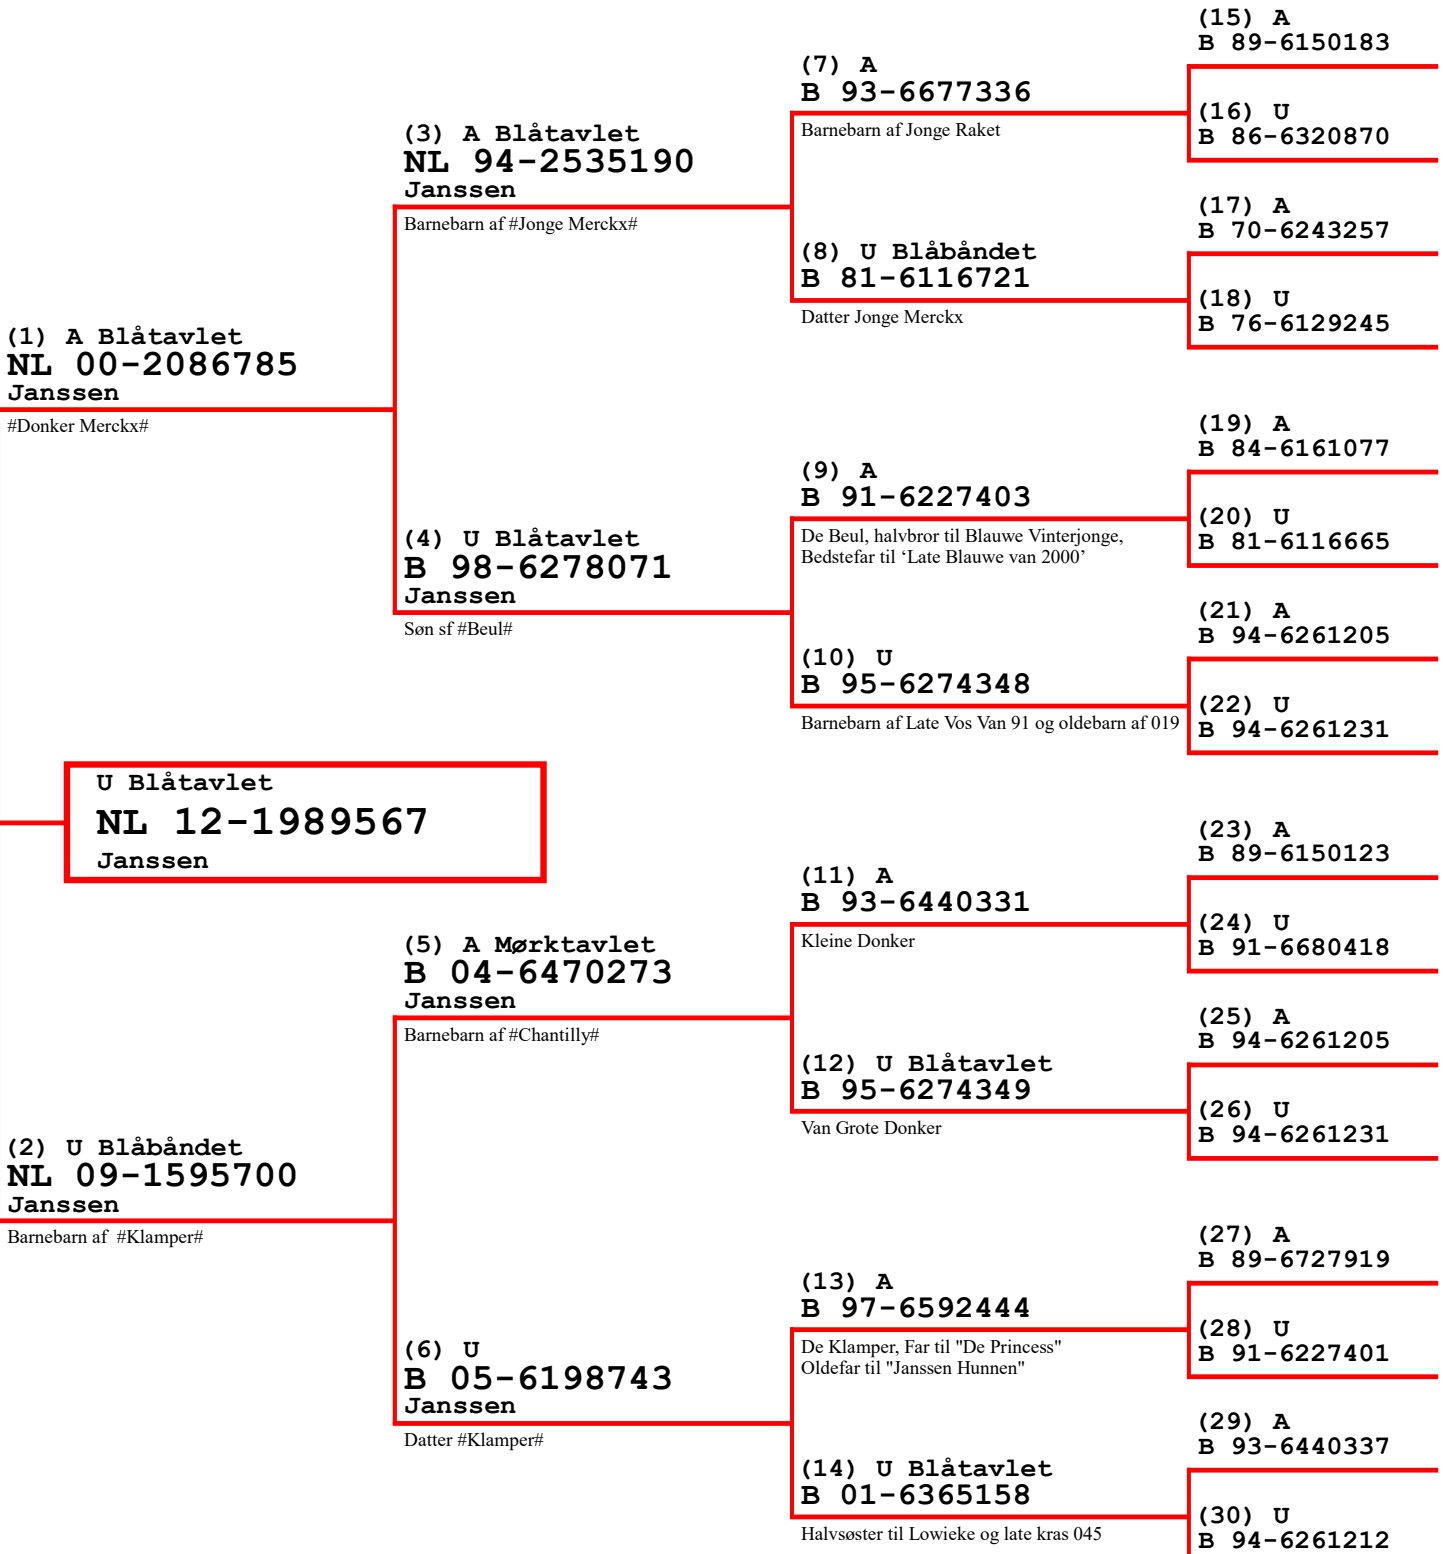 (1) A Blåtavlet
NL 00-2086785
Janssen
#Donker Merckx#
U Blåtavlet
NL 12-1989567
Janssen
(2) U Blåbåndet
NL 09-1595700
Janssen
Barnebarn af  #Klamper#
(3) A Blåtavlet
NL 94-2535190
Janssen
Barnebarn af #Jonge Merckx#
(4) U Blåtavlet
B 98-6278071
Janssen
Søn sf #Beul#
(5) A Mørktavlet
B 04-6470273
Janssen
Barnebarn af #Chantilly#
(6) U
B 05-6198743
Janssen
Datter #Klamper#
(7) A
B 93-6677336
Barnebarn af Jonge Raket
(8) U Blåbåndet
B 81-6116721
Datter Jonge Merckx
(9) A
B 91-6227403
De Beul, halvbror til Blauwe Vinterjonge,
Bedstefar til ‘Late Blauwe van 2000’
(10) U
B 95-6274348
Barnebarn af Late Vos Van 91 og oldebarn af 019
(11) A
B 93-6440331
Kleine Donker
(12) U Blåtavlet
B 95-6274349
Van Grote Donker
(13) A
B 97-6592444
De Klamper, Far til "De Princess"
Oldefar til "Janssen Hunnen"
(14) U Blåtavlet
B 01-6365158
Halvsøster til Lowieke og late kras 045
(15) A
B 89-6150183
(16) U
B 86-6320870
(17) A
B 70-6243257
(18) U
B 76-6129245
(19) A
B 84-6161077
(20) U
B 81-6116665
(21) A
B 94-6261205
(22) U
B 94-6261231
(23) A
B 89-6150123
(24) U
B 91-6680418
(25) A
B 94-6261205
(26) U
B 94-6261231
(27) A
B 89-6727919
(28) U
B 91-6227401
(29) A
B 93-6440337
(30) U
B 94-6261212